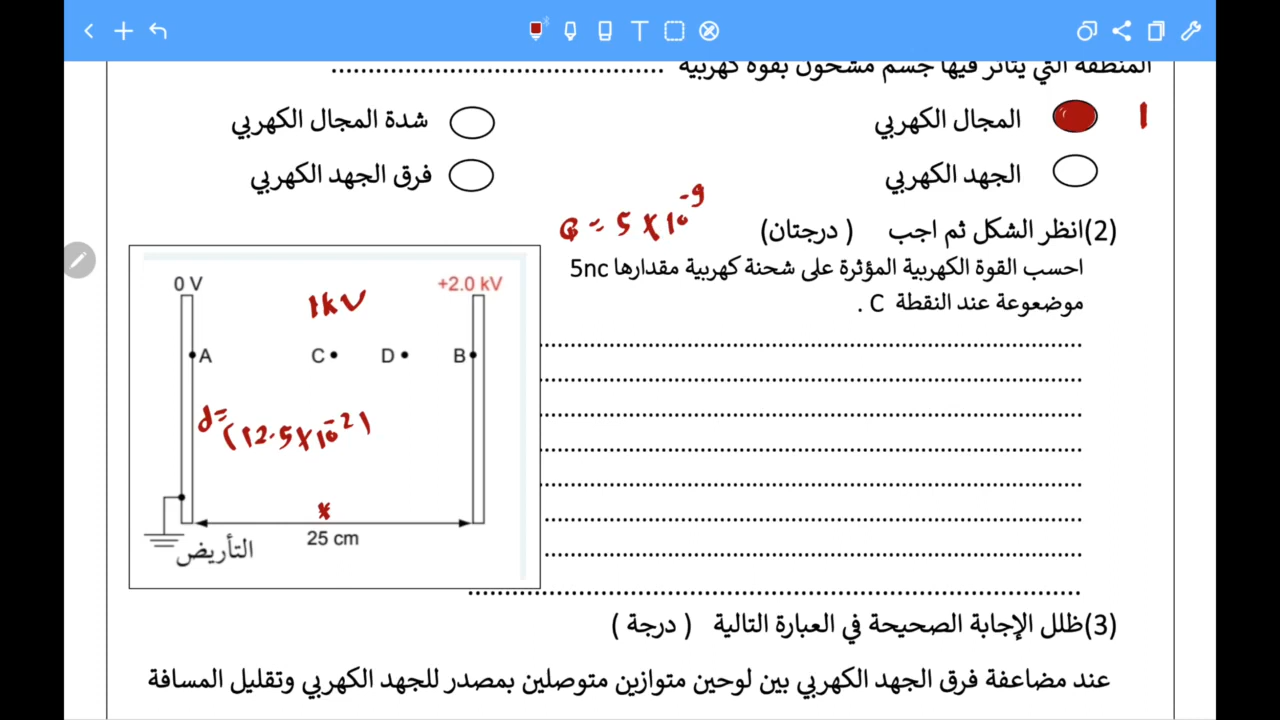 المنطقة التي يتأثر فيها جسم مشحون بقوة كهربية ............................................
ا
المجال الكهربي
شدة المجال الكهربي
الجهد الكهربي
فرق الجهد الكهربي
(2)انظر الشكل ثم اجب ( درجتان)
Q = 5 × 10⁻⁹
احسب القوة الكهربية المؤثرة على شحنة كهربية مقدارها 5nc
موضوعة عند النقطة C .
0 V
1kV
+2.0 kV
A
C
D
B
d=
(12.5×10⁻²)
25 cm
التأريض
(3)ظلل الإجابة الصحيحة في العبارة التالية ( درجة )
عند مضاعفة فرق الجهد الكهربي بين لوحين متوازين متوصلين بمصدر للجهد الكهربي وتقليل المسافة